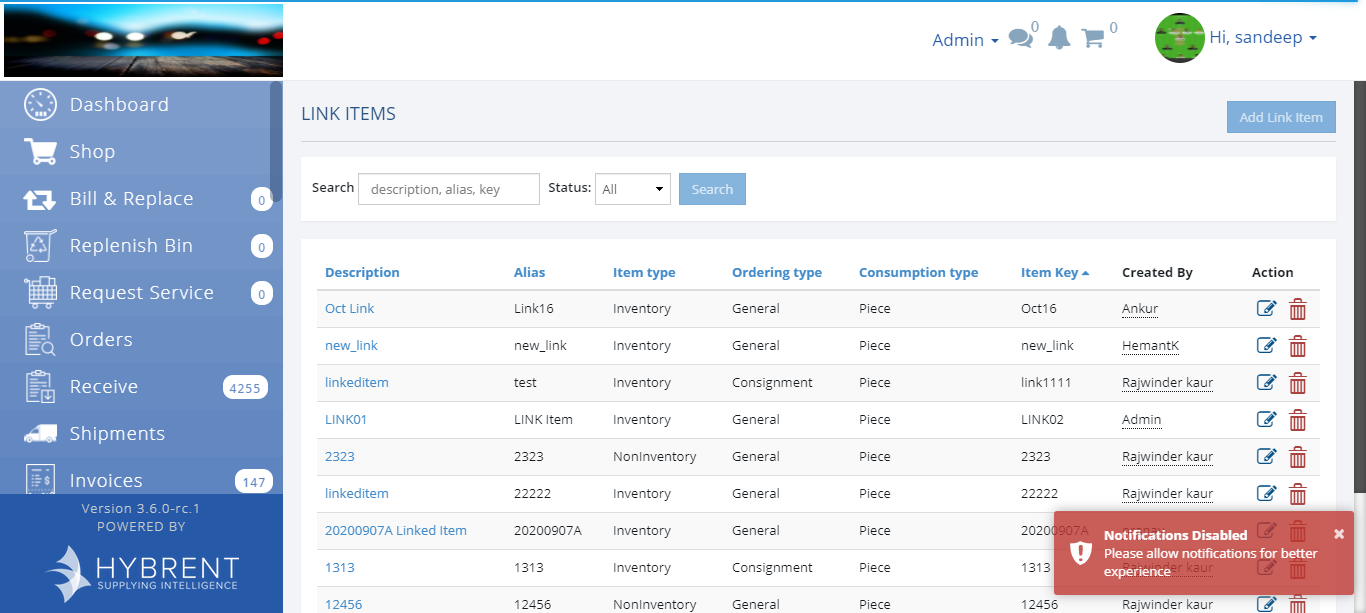 Admin
0
0
Hi, sandeep
Dashboard
Shop
Bill & Replace 0
Replenish Bin 0
Request Service 0
Orders
Receive 4255
Shipments
Invoices 147
Version 3.6.0-rc.1
POWERED BY
HYBRENT
SUPPLYING INTELLIGENCE
LINK ITEMS
Add Link Item
Search description, alias, key Status: All Search
Description Alias Item type Ordering type Consumption type Item Key Created By Action
Oct Link Link16 Inventory General Piece Oct16 Ankur
new_link new_link Inventory General Piece new_link HemantK
linkeditem test Inventory Consignment Piece link1111 Rajwinder kaur
LINK01 LINK Item Inventory General Piece LINK02 Admin
2323 2323 NonInventory General Piece 2323 Rajwinder kaur
linkeditem 22222 Inventory General Piece 22222 Rajwinder kaur
20200907A Linked Item 20200907A Inventory General Piece 20200907A
1313 1313 Inventory Consignment Piece 1313 Rajwinder kaur
12456 12456 NonInventory General Piece 12456 Rajwinder kaur
Notifications Disabled
Please allow notifications for better
experience